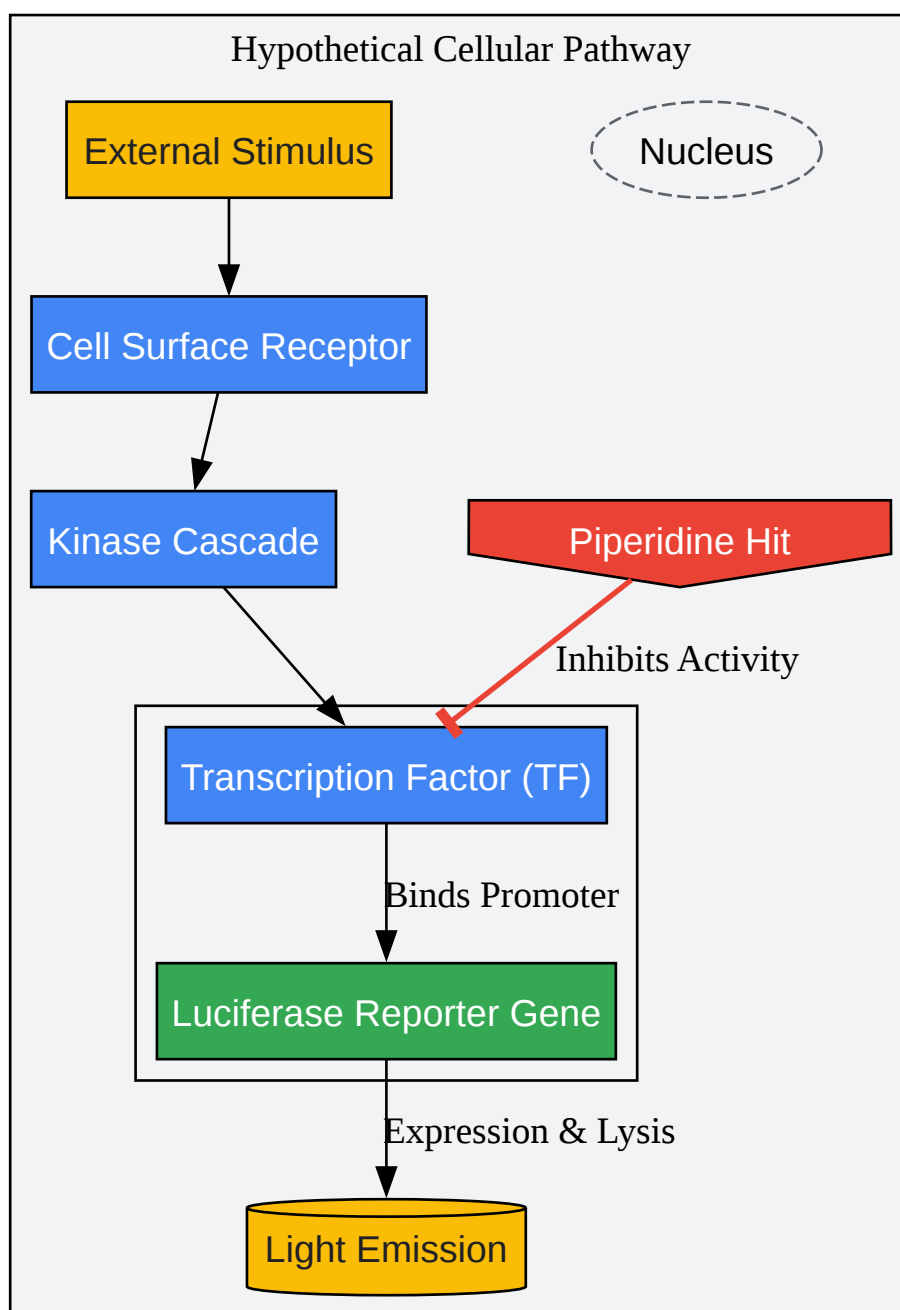 Hypothetical Cellular Pathway
External Stimulus
Nucleus
Cell Surface Receptor
Kinase Cascade
Piperidine Hit
Inhibits Activity
Transcription Factor (TF)
Binds Promoter
Luciferase Reporter Gene
Expression & Lysis
Light Emission